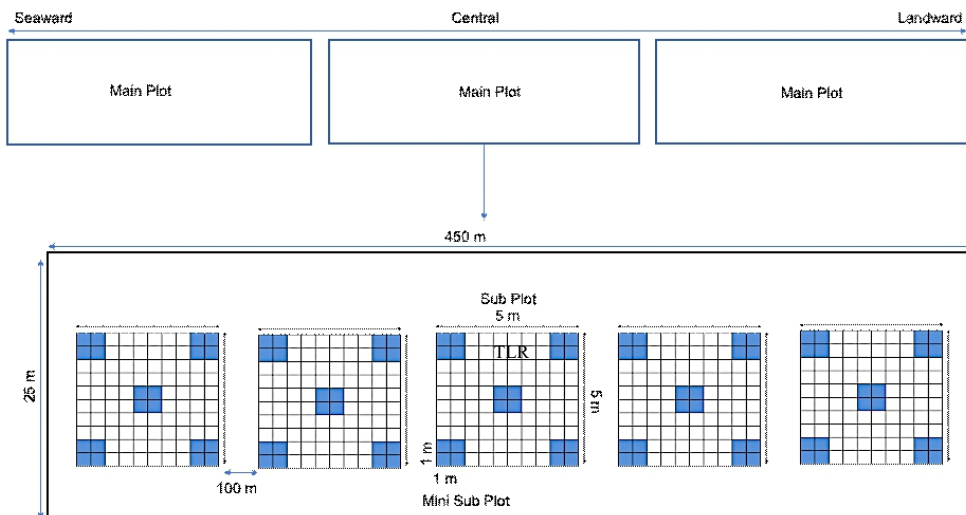 Seaward Central Landward
Main Plot Main Plot Main Plot
450 m
25 m
Sub Plot
5 m
TLR
5 m
1 m
1 m
100 m
Mini Sub Plot